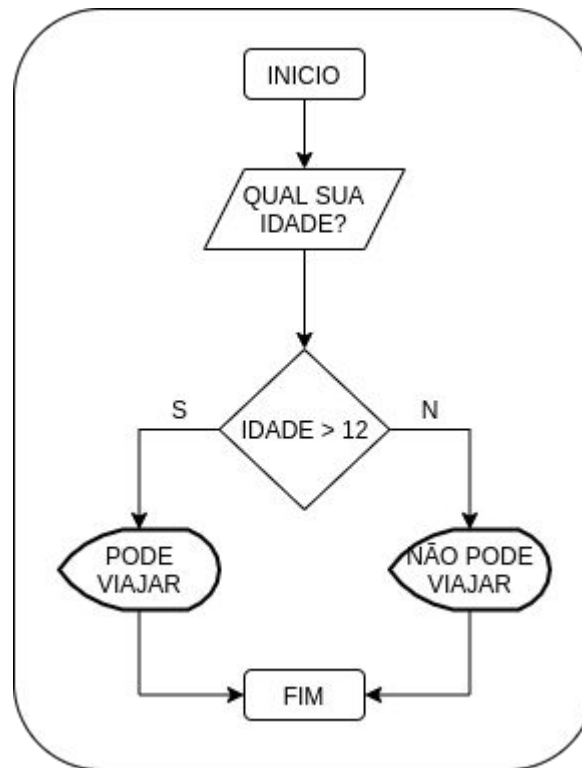 INICIO
QUAL SUA
IDADE?
IDADE > 12
S
N
PODE
VIAJAR
NÃO PODE
VIAJAR
FIM